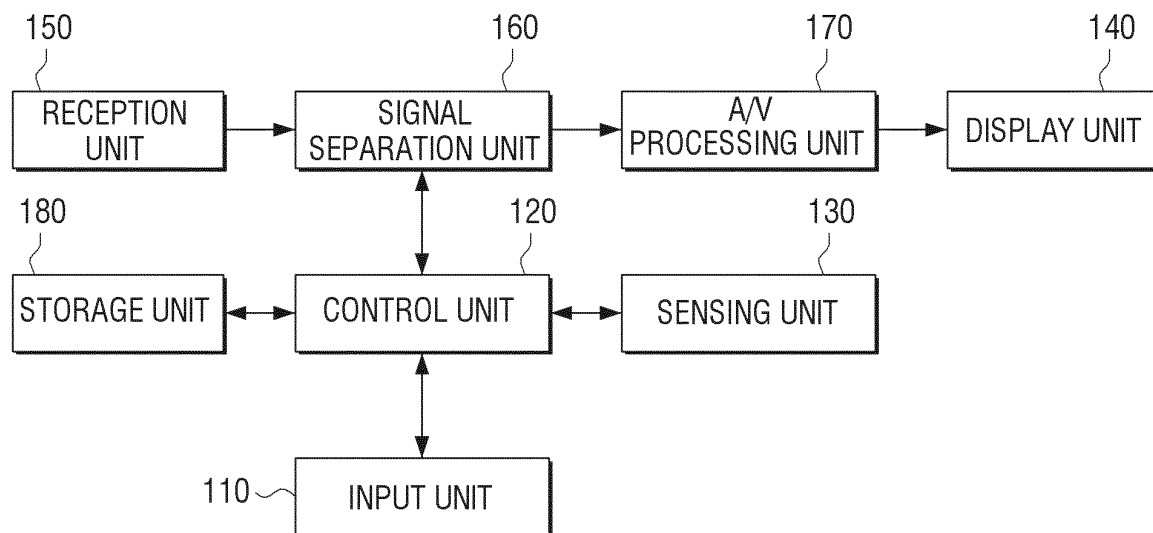 150
160
170
140
RECEPTION
UNIT
SIGNAL
SEPARATION UNIT
A/V
PROCESSING UNIT
DISPLAY UNIT
180
120
130
STORAGE UNIT
CONTROL UNIT
SENSING UNIT
110
INPUT UNIT